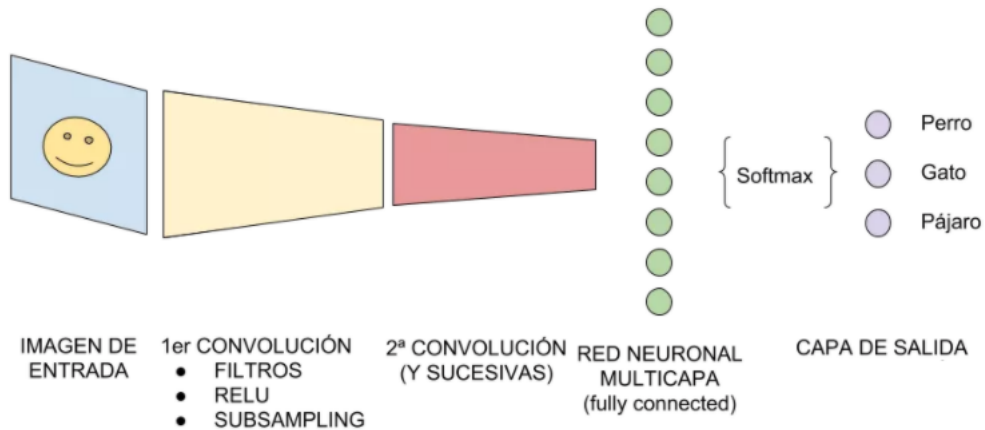 Perro
Softmax
Gato
Pájaro
IMAGEN DE
ENTRADA
1er CONVOLUCIÓN
● FILTROS
● RELU
● SUBSAMPLING
2ª CONVOLUCIÓN
(Y SUCESIVAS)
RED NEURONAL
MULTICAPA
(fully connected)
CAPA DE SALIDA